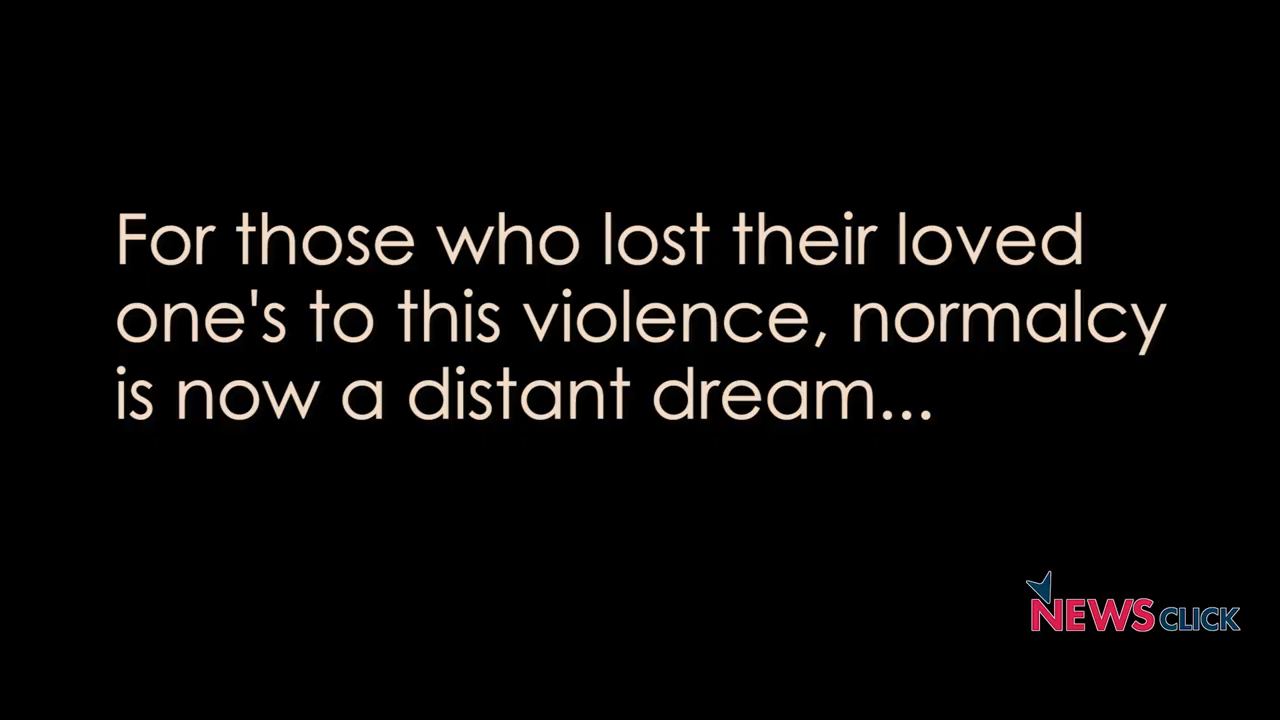 For those who lost their loved
one's to this violence, normalcy
is now a distant dream...
NEWSCLICK